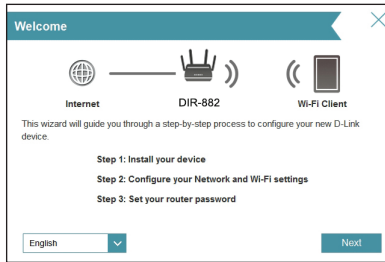 Welcome
Internet
DIR-882
Wi-Fi Client
This wizard will guide you through a step-by-step process to configure your new D-Link
device.
Step 1: Install your device
Step 2: Configure your Network and Wi-Fi settings
Step 3: Set your router password
English
Next